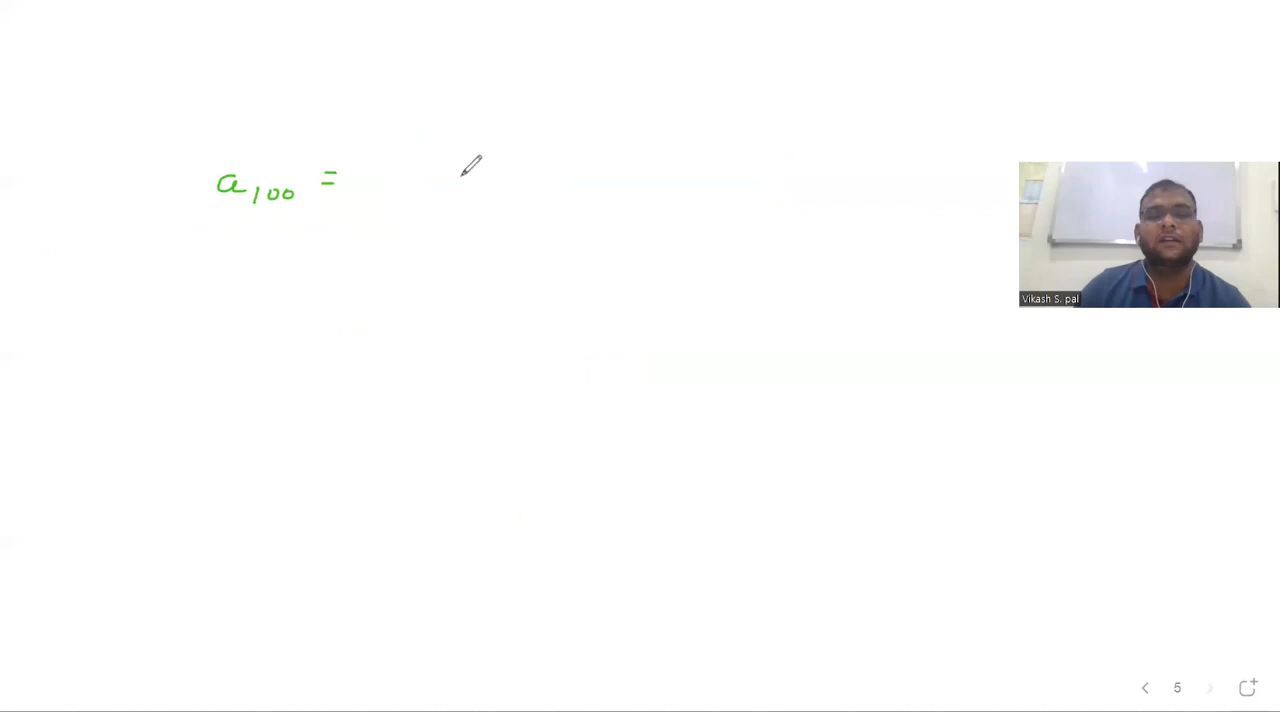 a₁₀₀ =
Vikash S. pal
5